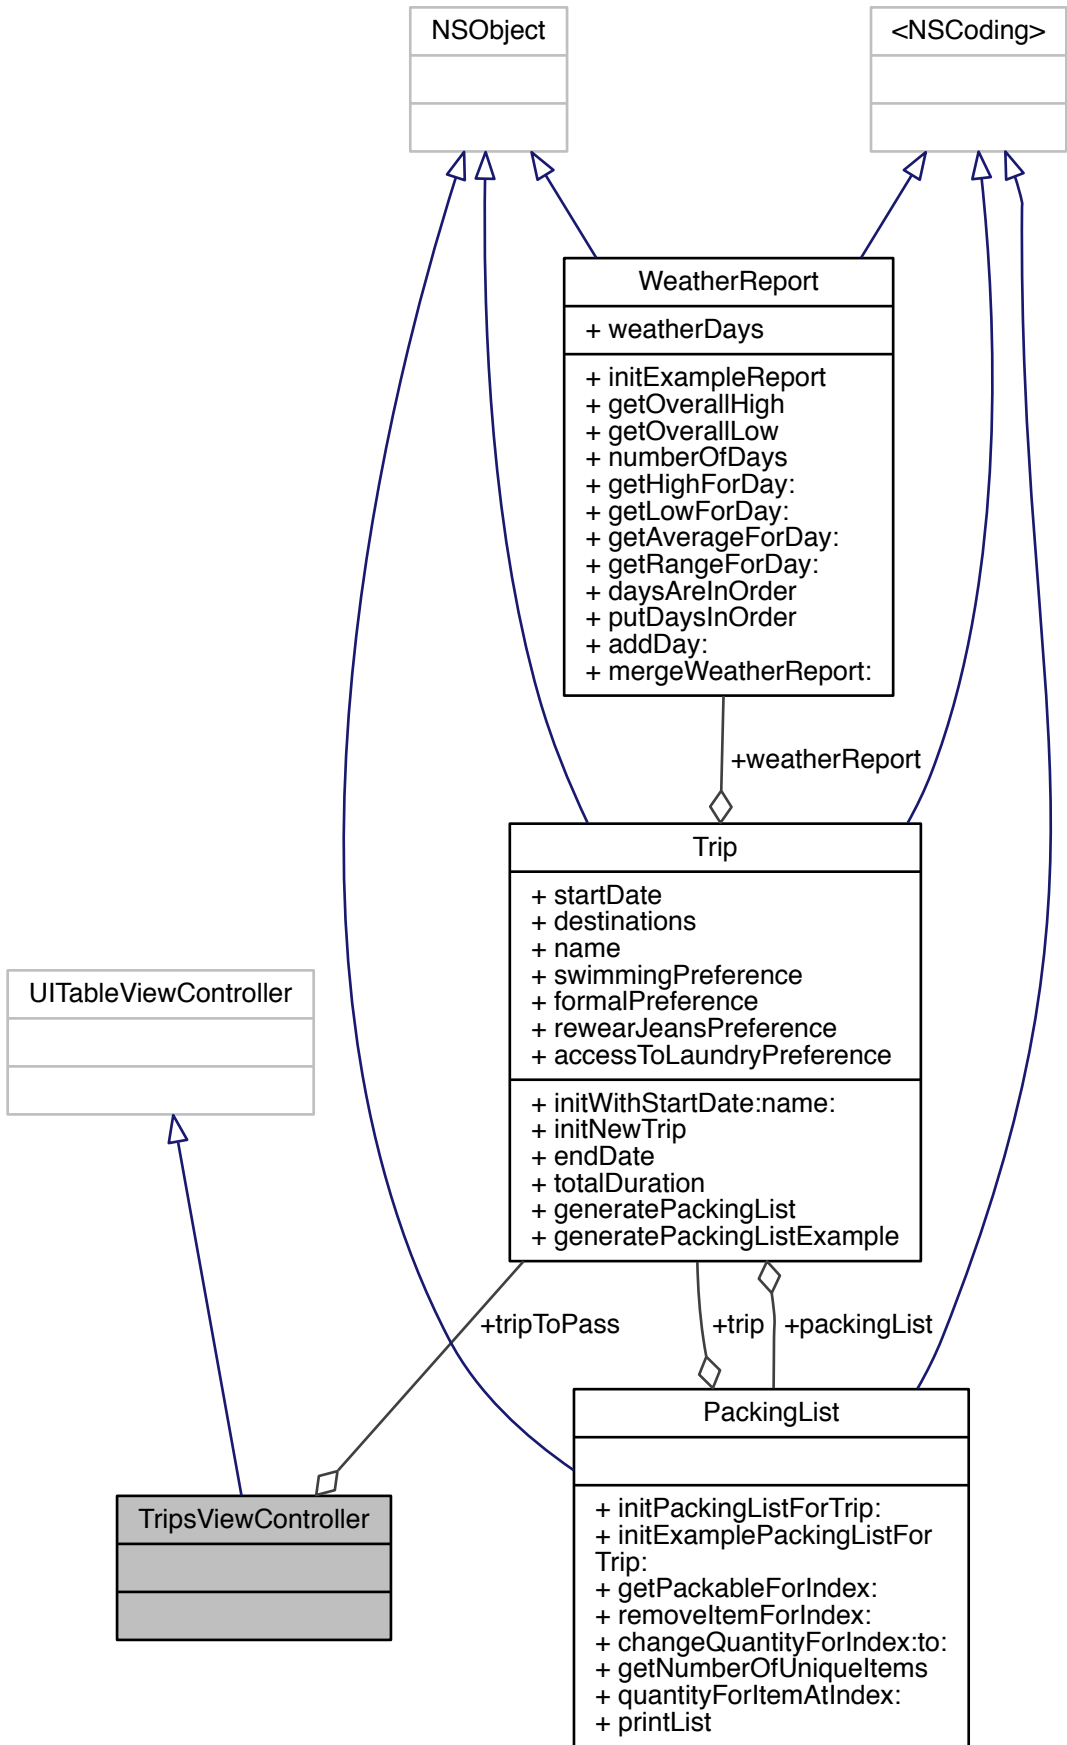 NSObject
<NSCoding>
WeatherReport
+ weatherDays
+ initExampleReport
+ getOverallHigh
+ getOverallLow
+ numberOfDays
+ getHighForDay:
+ getLowForDay:
+ getAverageForDay:
+ getRangeForDay:
+ daysAreInOrder
+ putDaysInOrder
+ addDay:
+ mergeWeatherReport:
+weatherReport
Trip
+ startDate
+ destinations
+ name
+ swimmingPreference
+ formalPreference
+ rewearJeansPreference
+ accessToLaundryPreference
+ initWithStartDate:name:
+ initNewTrip
+ endDate
+ totalDuration
+ generatePackingList
+ generatePackingListExample
UITableViewController
+tripToPass
+trip
+packingList
TripsViewController
PackingList
+ initPackingListForTrip:
+ initExamplePackingListFor
Trip:
+ getPackableForIndex:
+ removeItemForIndex:
+ changeQuantityForIndex:to:
+ getNumberOfUniqueItems
+ quantityForItemAtIndex:
+ printList